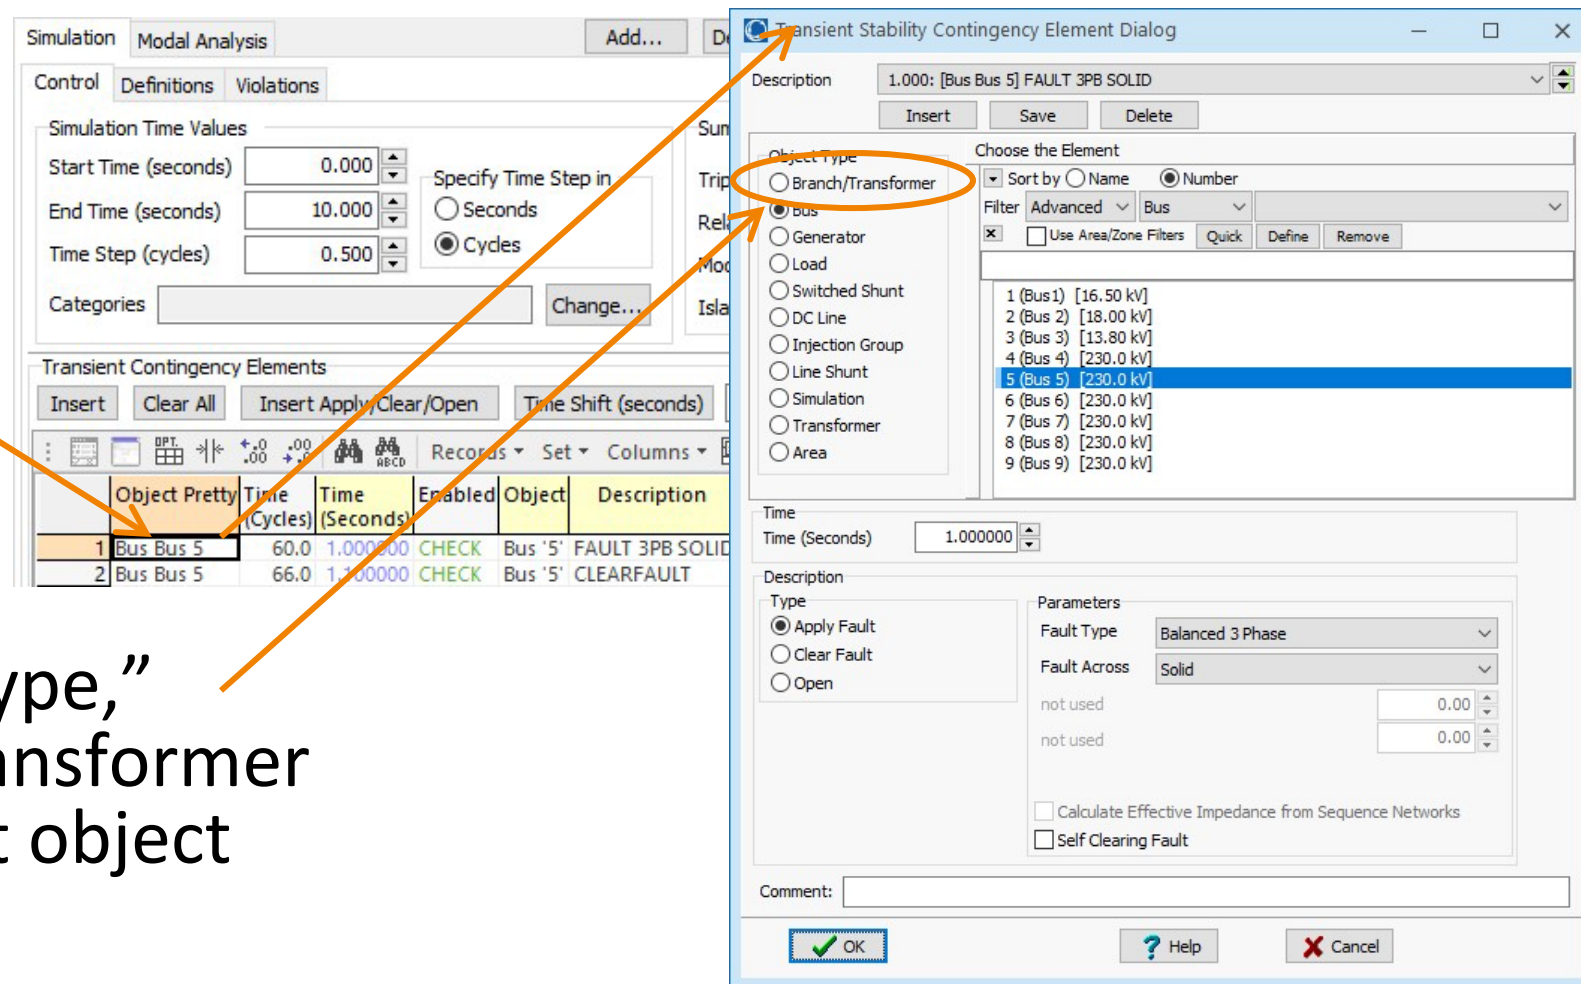 Simulation Modal Analysis Add...
Control Definitions Violations
Simulation Time Values
Start Time (seconds) 0.000
End Time (seconds) 10.000
Time Step (cycles) 0.500
Specify Time Step in
Seconds
Cycles
Categories Change...
Transient Contingency Elements
Insert Clear All Insert Apply/Clear/Open Time Shift (seconds)
OPT. .0 .00 .00 .0 ABCD Records Set Columns
Object Pretty Time (Cycles) Time (Seconds) Enabled Object Description
1 Bus Bus 5 60.0 1.000000 CHECK Bus '5' FAULT 3PB SOLID
2 Bus Bus 5 66.0 1.100000 CHECK Bus '5' CLEARFAULT
ype,”
ansformer
t object
Transient Stability Contingency Element Dialog
Description 1.000: [Bus Bus 5] FAULT 3PB SOLID
Insert Save Delete
Object Type
Branch/Transformer
Bus
Generator
Load
Switched Shunt
DC Line
Injection Group
Line Shunt
Simulation
Transformer
Area
Choose the Element
Sort by Name Number
Filter Advanced Bus
Use Area/Zone Filters Quick Define Remove
1 (Bus1) [16.50 kV]
2 (Bus 2) [18.00 kV]
3 (Bus 3) [13.80 kV]
4 (Bus 4) [230.0 kV]
5 (Bus 5) [230.0 kV]
6 (Bus 6) [230.0 kV]
7 (Bus 7) [230.0 kV]
8 (Bus 8) [230.0 kV]
9 (Bus 9) [230.0 kV]
Time
Time (Seconds) 1.000000
Description
Type
Apply Fault
Clear Fault
Open
Parameters
Fault Type Balanced 3 Phase
Fault Across Solid
not used 0.00
not used 0.00
Calculate Effective Impedance from Sequence Networks
Self Clearing Fault
Comment:
OK Help Cancel